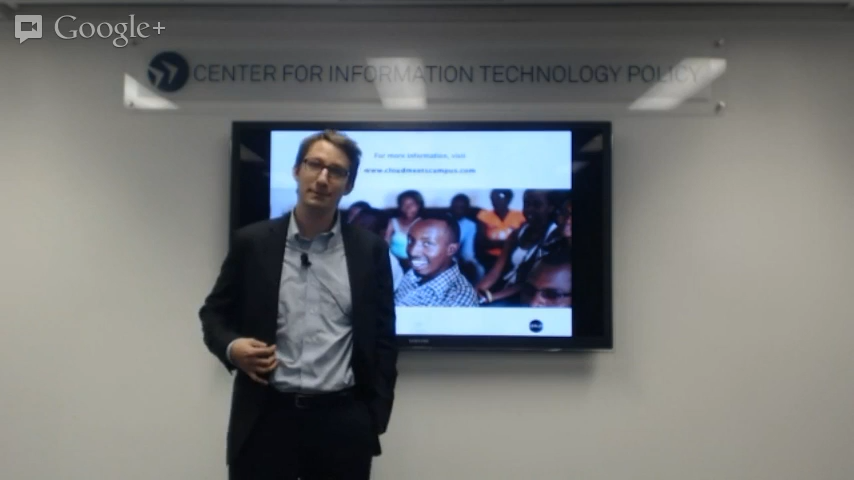 Google+
CENTER FOR INFORMATION TECHNOLOGY POLICY
For more information, visit
www.cloudmeetscampus.com